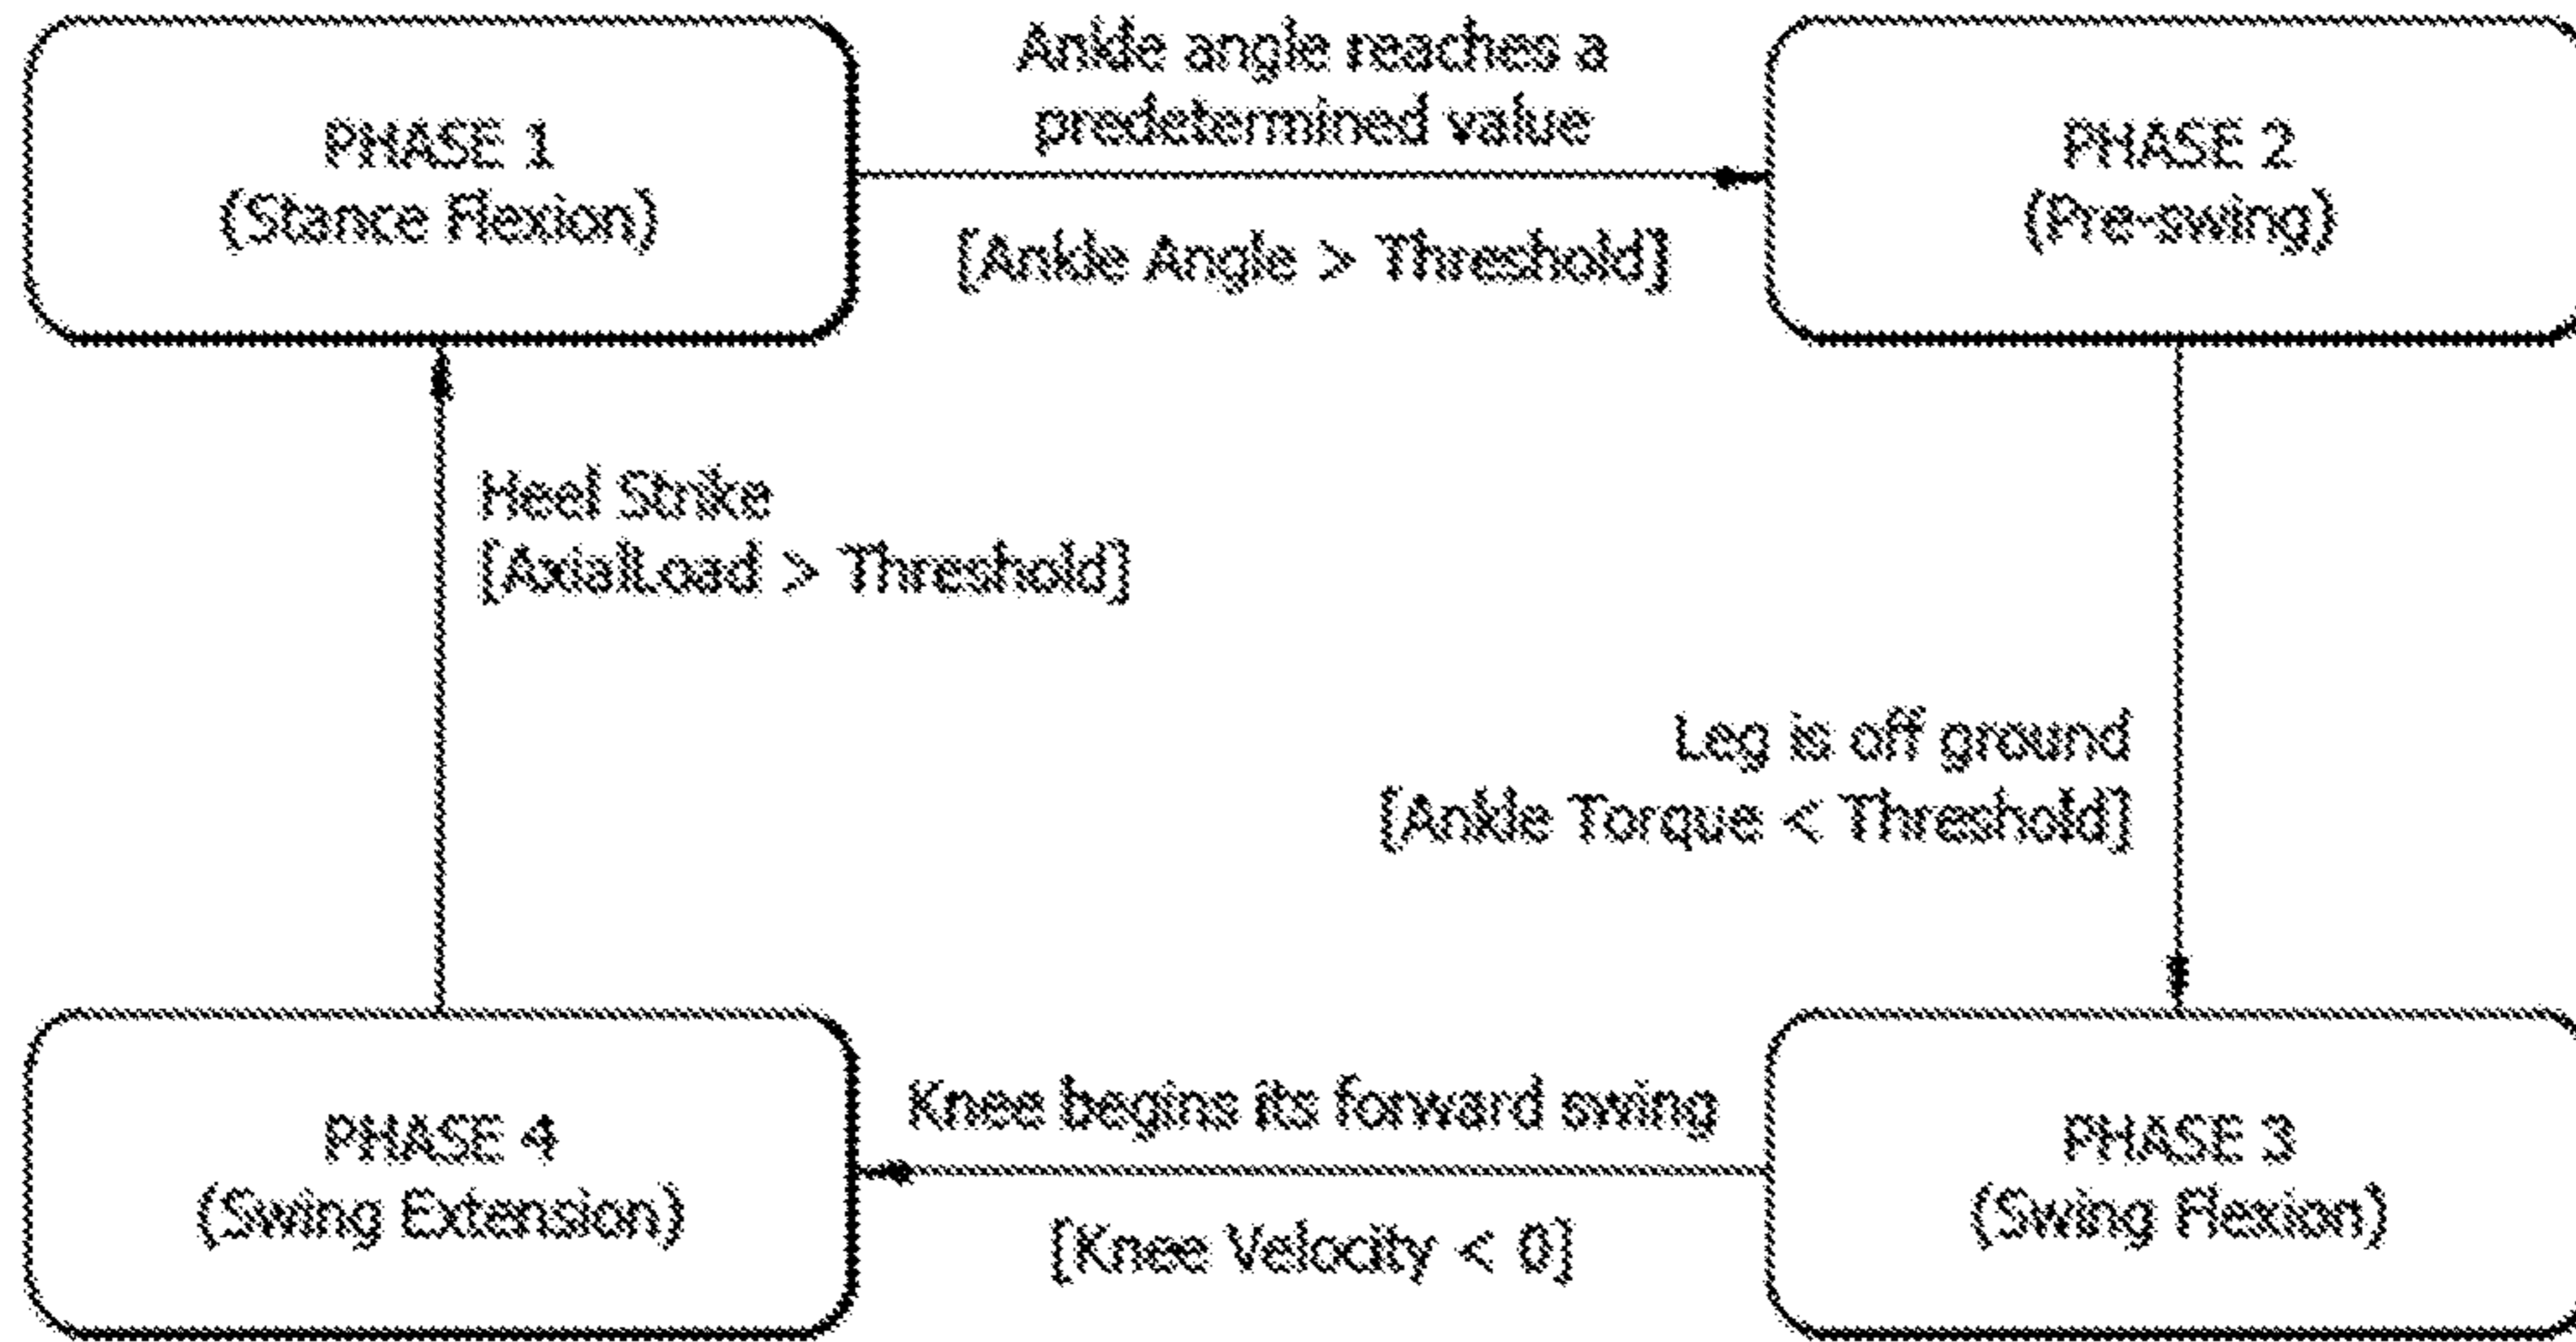 PHASE 1
(Stance Flexion)
Ankle angle reaches a
predetermined value
[Ankle Angle > Threshold]
PHASE 2
(Pre-swing)
Heel Strike
[AxialLoad > Threshold]
Leg is off ground
[Ankle Torque < Threshold]
PHASE 4
(Swing Extension)
Knee begins its forward swing
[Knee Velocity < 0]
PHASE 3
(Swing Flexion)